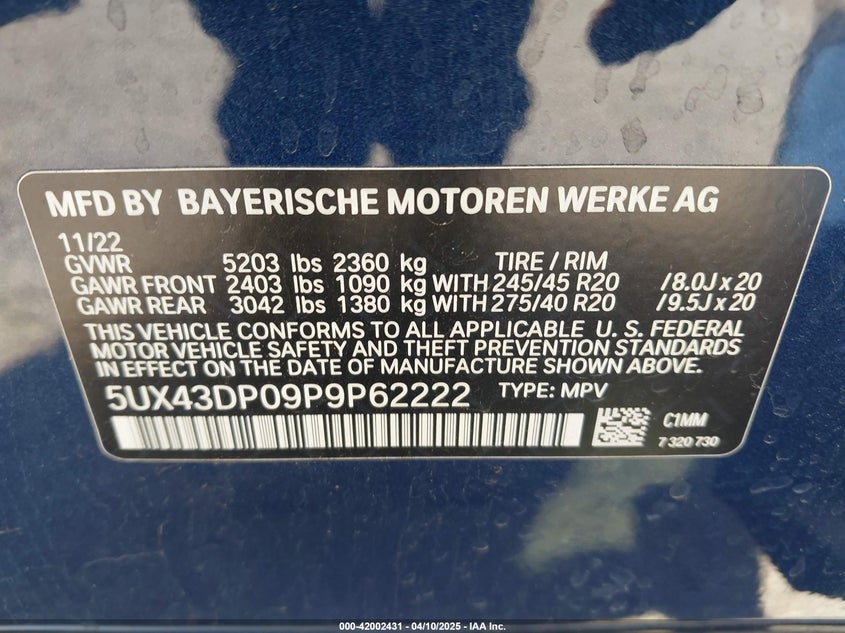 MFD BY BAYERISCHE MOTOREN WERKE AG
11/22
GVWR 5203 lbs 2360 kg TIRE / RIM
GAWR FRONT 2403 lbs 1090 kg WITH 245/45 R20 /8.0J x 20
GAWR REAR 3042 lbs 1380 kg WITH 275/40 R20 /9.5J x 20
THIS VEHICLE CONFORMS TO ALL APPLICABLE U. S. FEDERAL
MOTOR VEHICLE SAFETY AND THEFT PREVENTION STANDARDS
IN EFFECT ON THE DATE OF MANUFACTURE SHOWN ABOVE.
5UX43DP09P9P62222 TYPE: MPV
C1MM
7 320 730
000-42002431 - 04/10/2025 - IAA Inc.